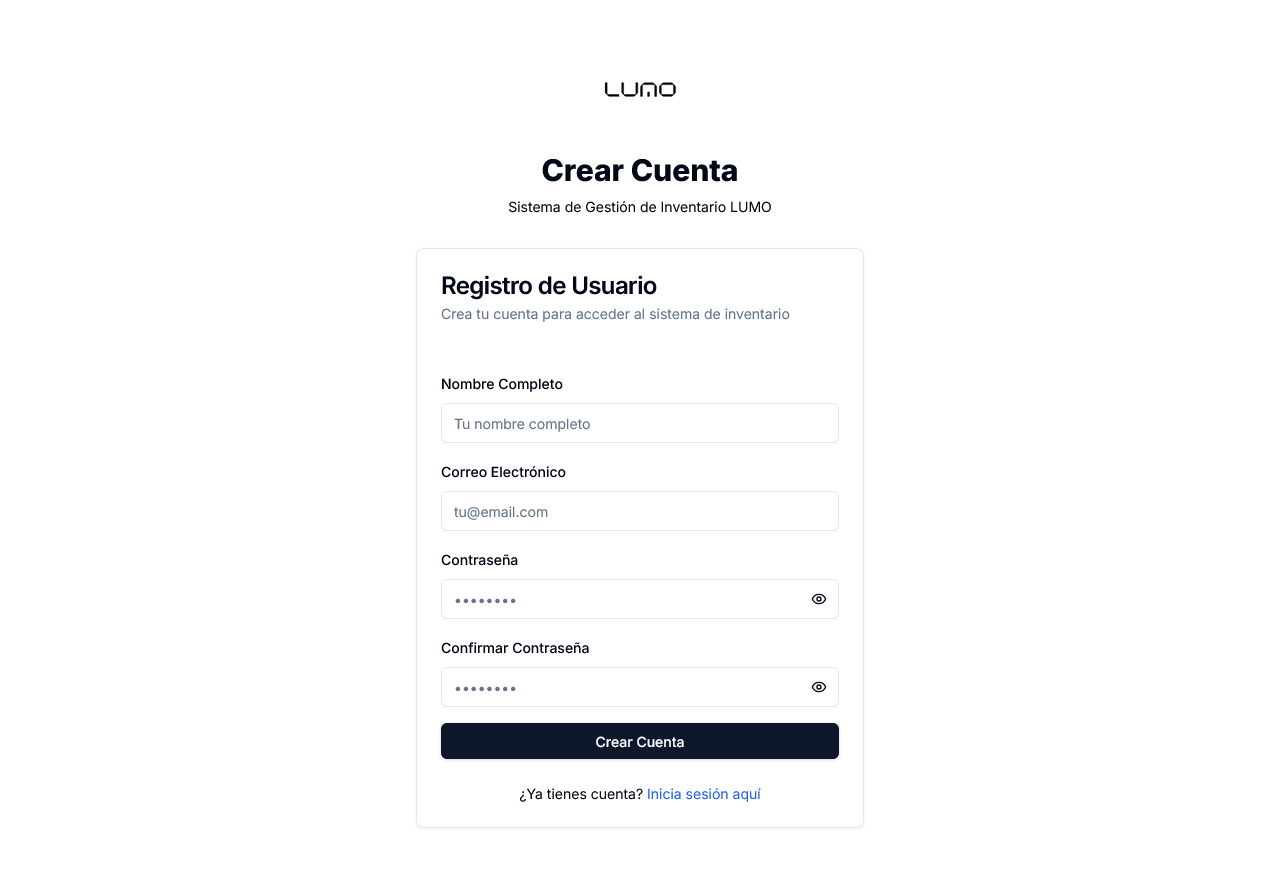 LUMO
Crear Cuenta
Sistema de Gestión de Inventario LUMO
Registro de Usuario
Crea tu cuenta para acceder al sistema de inventario
Nombre Completo
Tu nombre completo
Correo Electrónico
tu@email.com
Contraseña
••••••••
Confirmar Contraseña
••••••••
Crear Cuenta
¿Ya tienes cuenta? Inicia sesión aquí